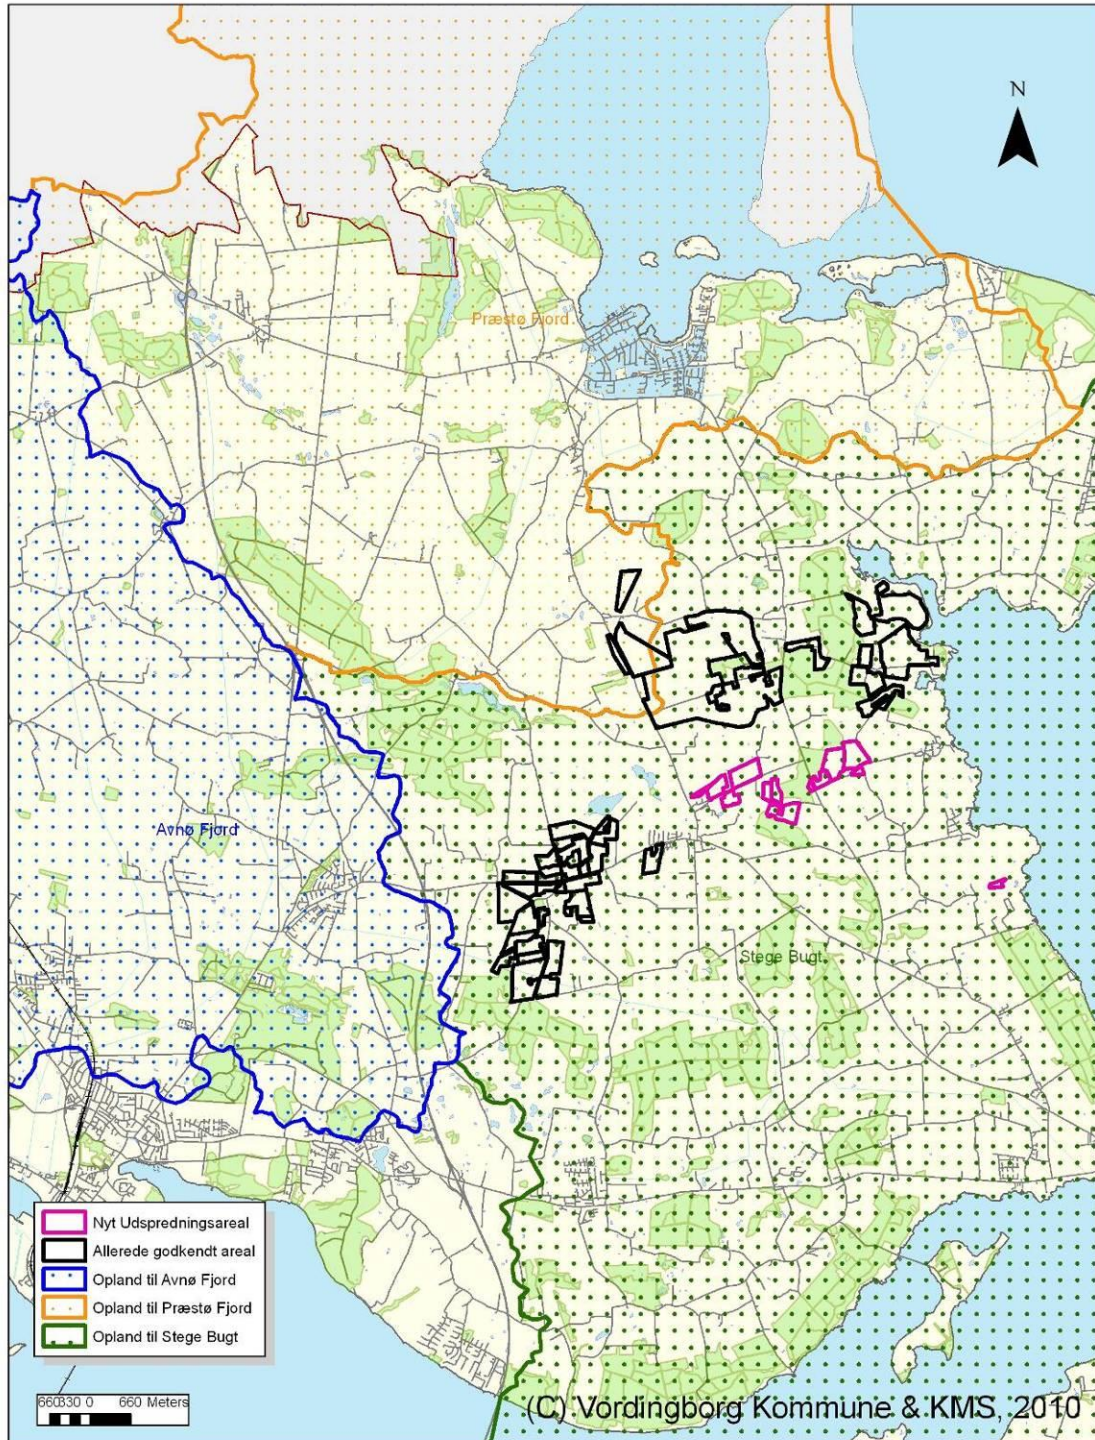 N
Præstø Fjord
Avnø Fjord
Stege Bugt
Nyt Udspredningsareal
Allerede godkendt areal
Opland til Avnø Fjord
Opland til Præstø Fjord
Opland til Stege Bugt
660330 0 660 Meters
(C) Vordingborg Kommune & KMS, 2010